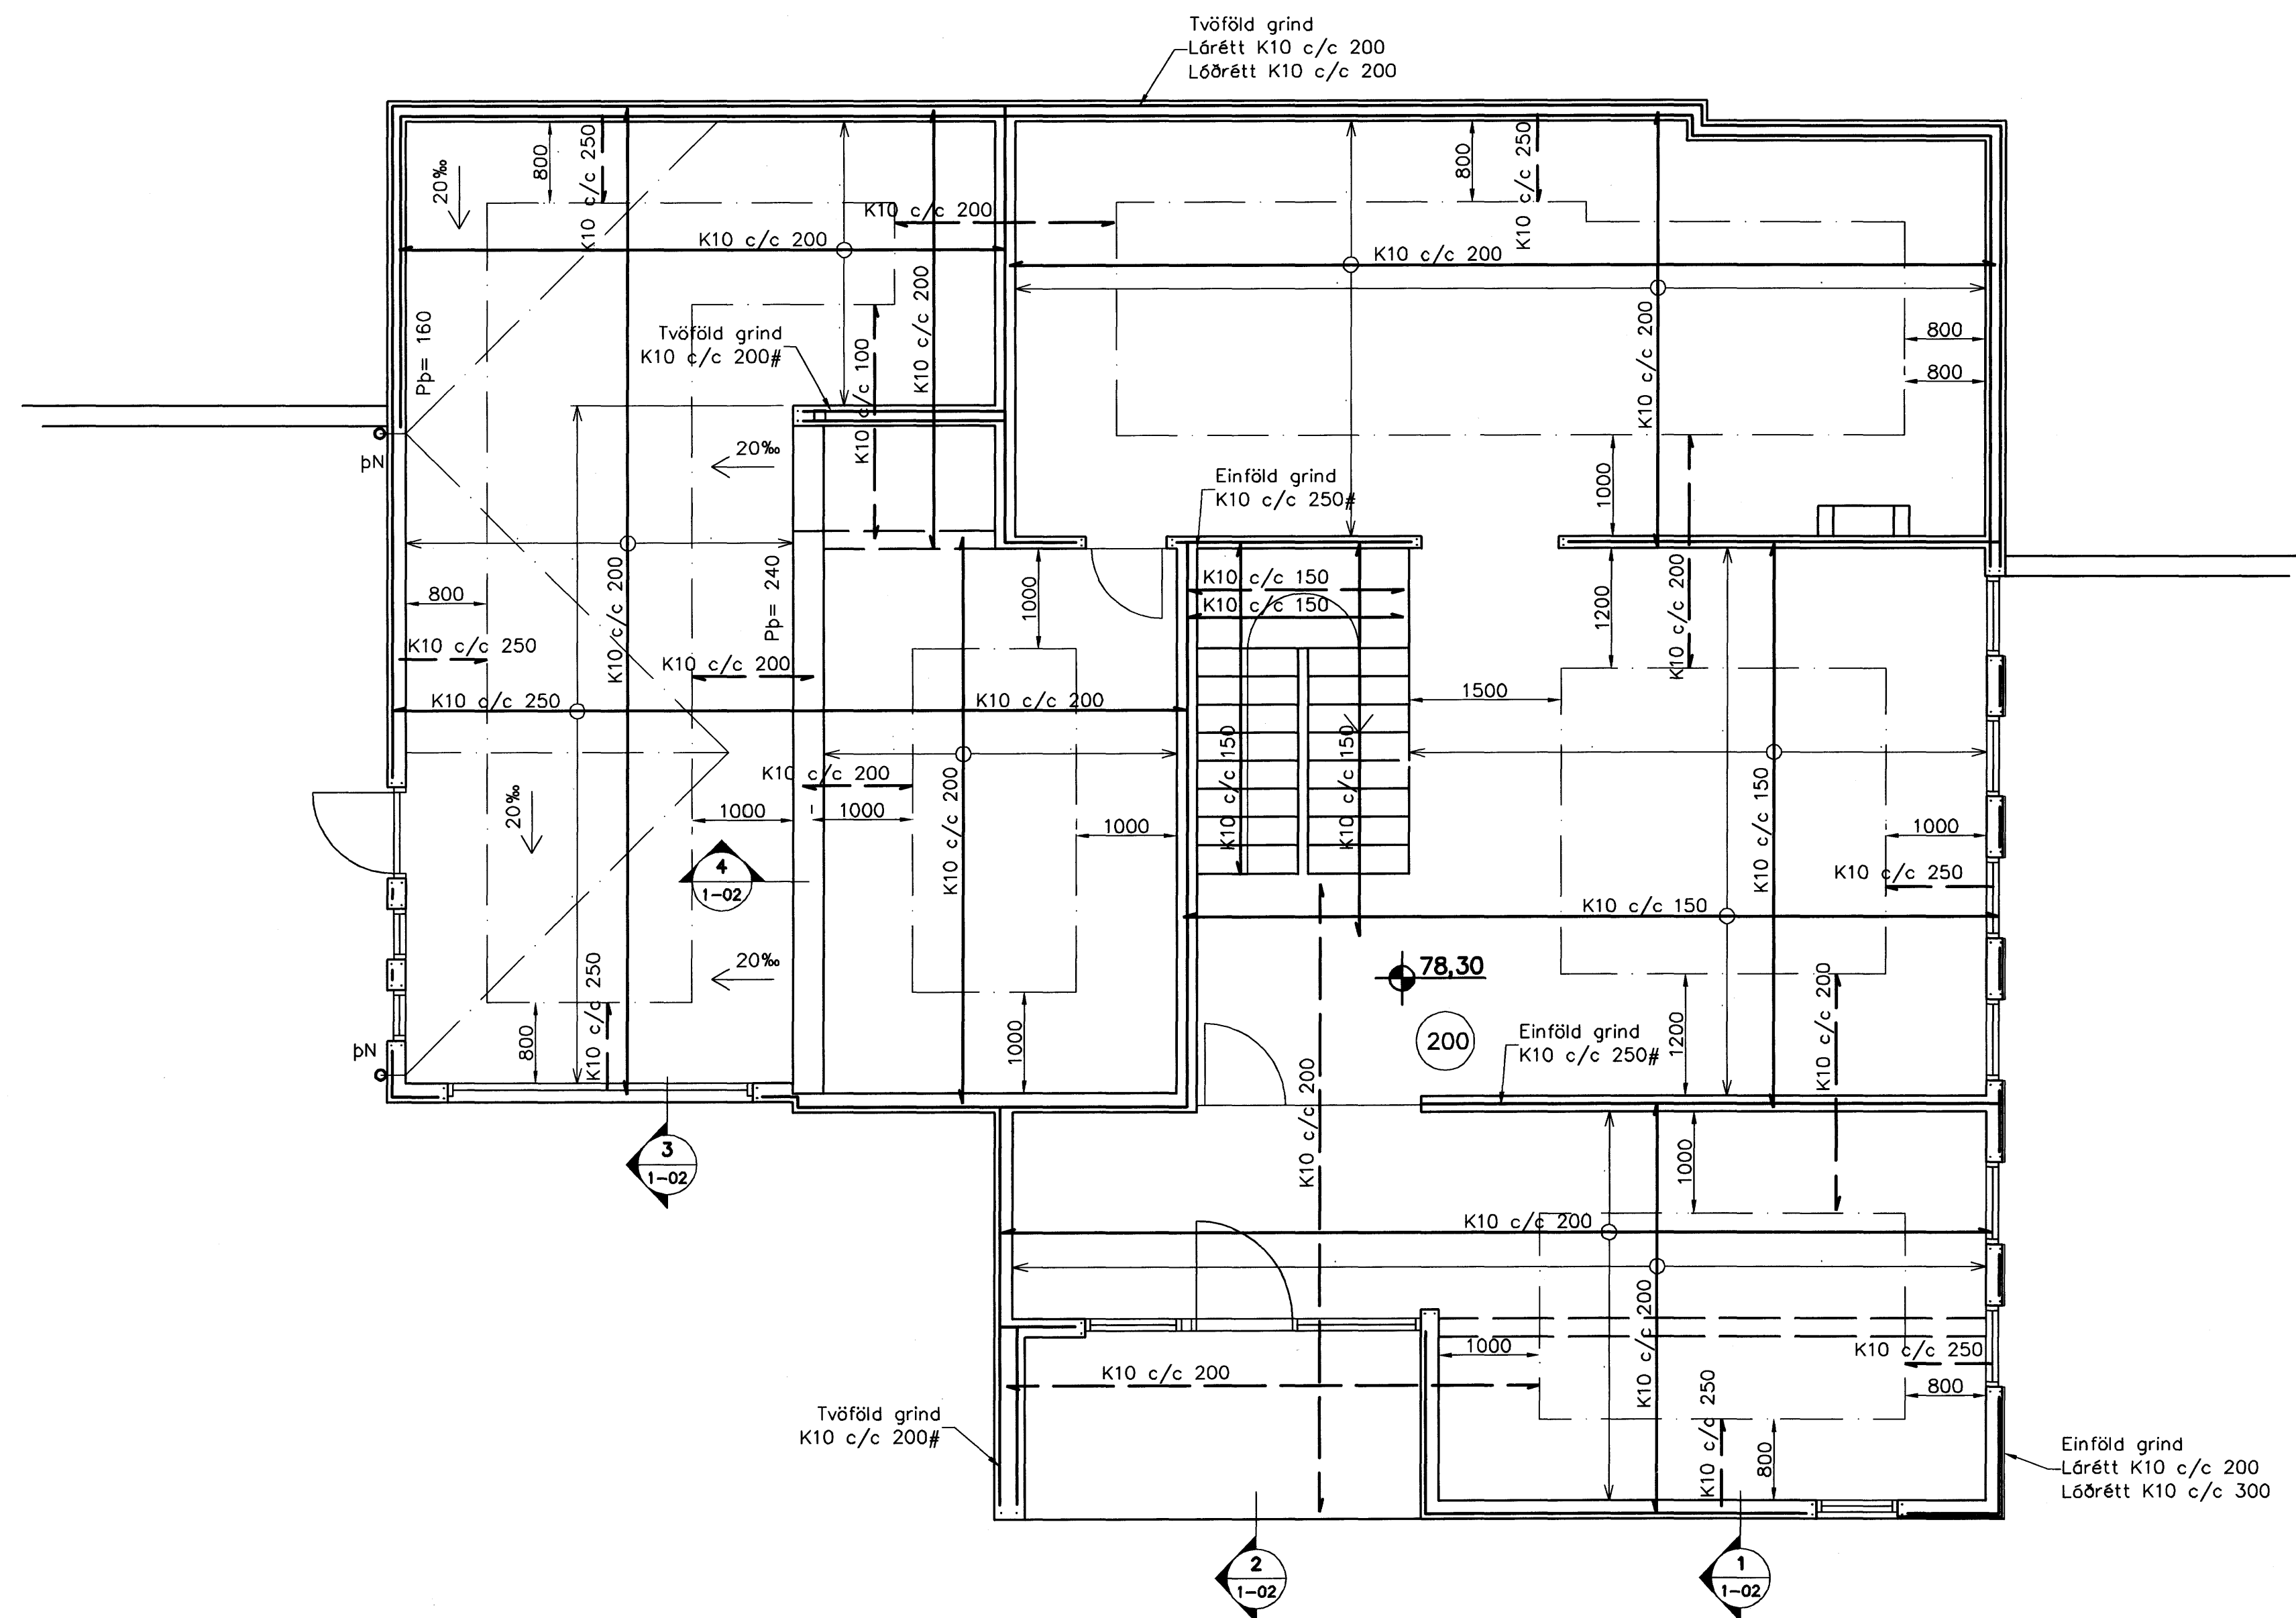 Tvöföld grind
Lárétt K10 c/c 200
Lóðrétt K10 c/c 200
20‰
800
K10 c/c 250
K10 c/c 200
K10 c/c 200
K10 c/c 200
800
K10 c/c 250
K10 c/c 200
K10 c/c 200
800
800
Pþ= 160
Tvöföld grind
K10 c/c 200#
K10 c/c 100
þN
20‰
Einföld grind
K10 c/c 250#
1000
K10 c/c 200
1200
800
K10 c/c 250
K10 c/c 200
Pþ= 240
K10 c/c 200
1000
K10 c/c 150
K10 c/c 150
K10 c/c 250
K10 c/c 200
1500
K10 c/c 200
1000
1000
K10 c/c 200
1000
K10 c/c 150
K10 c/c 150
K10 c/c 150
1000
K10 c/c 250
20‰
4
1-02
K10 c/c 150
20‰
78,30
200
K10 c/c 250
800
1000
þN
Einföld grind
K10 c/c 250#
1200
K10 c/c 200
K10 c/c 200
1000
3
1-02
K10 c/c 200
K10 c/c 200
1000
K10 c/c 250
800
K10 c/c 200
K10 c/c 250
800
Tvöföld grind
K10 c/c 200#
Einföld grind
Lárétt K10 c/c 200
Lóðrétt K10 c/c 300
2
1-02
1
1-02